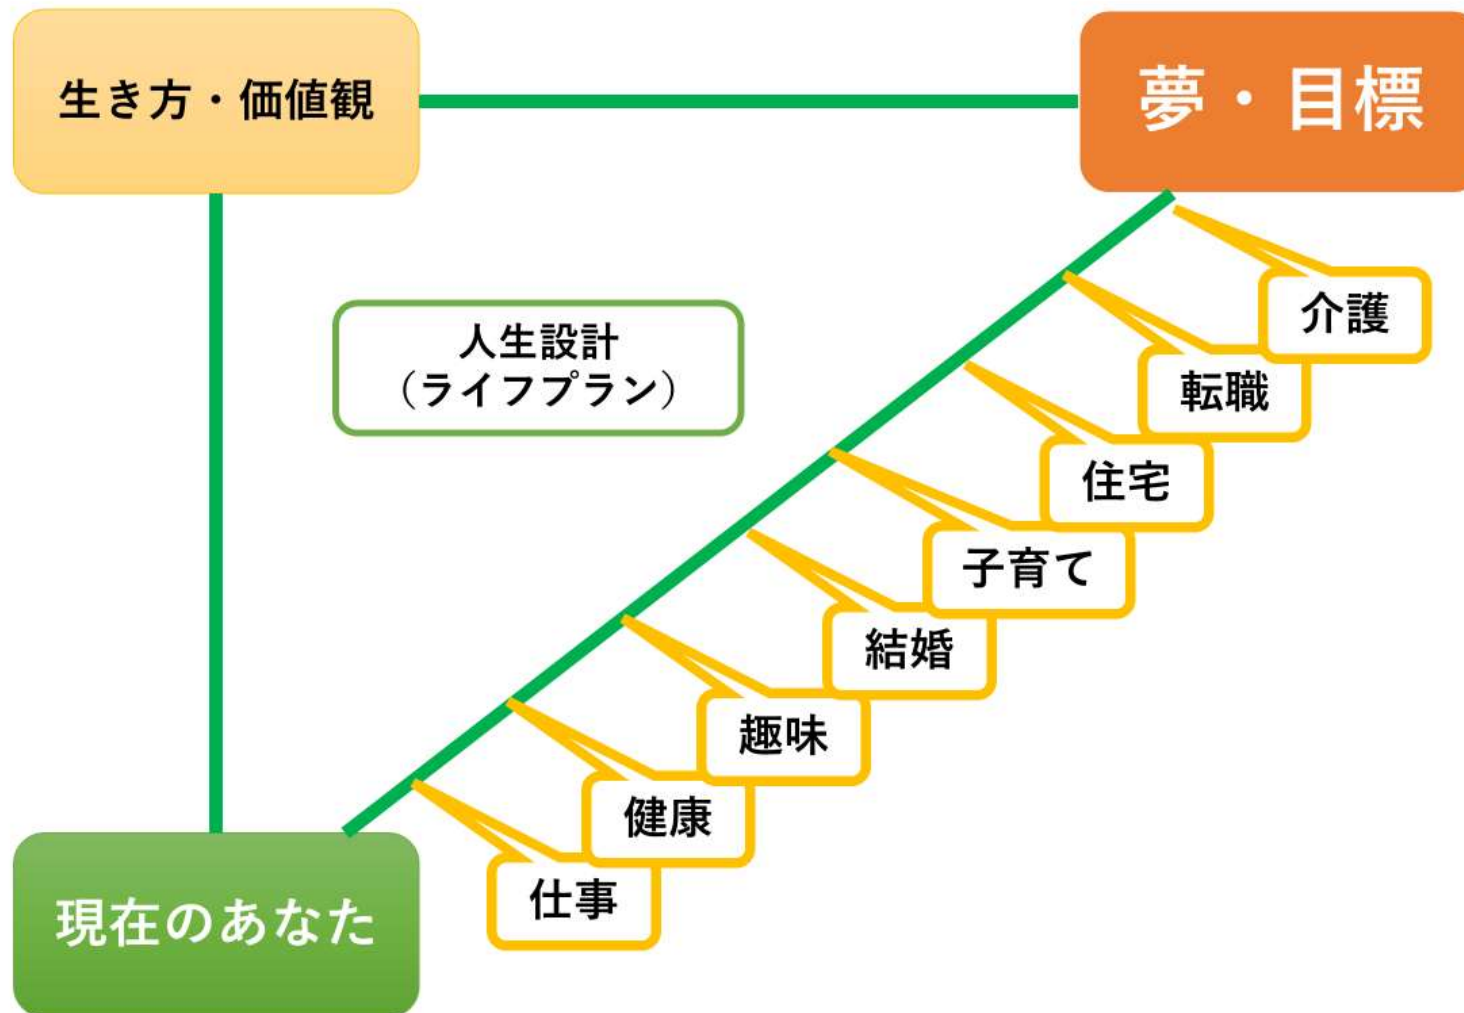 生き方・価値観
夢・目標
人生設計
（ライフプラン）
介護
転職
住宅
子育て
結婚
趣味
健康
仕事
現在のあなた